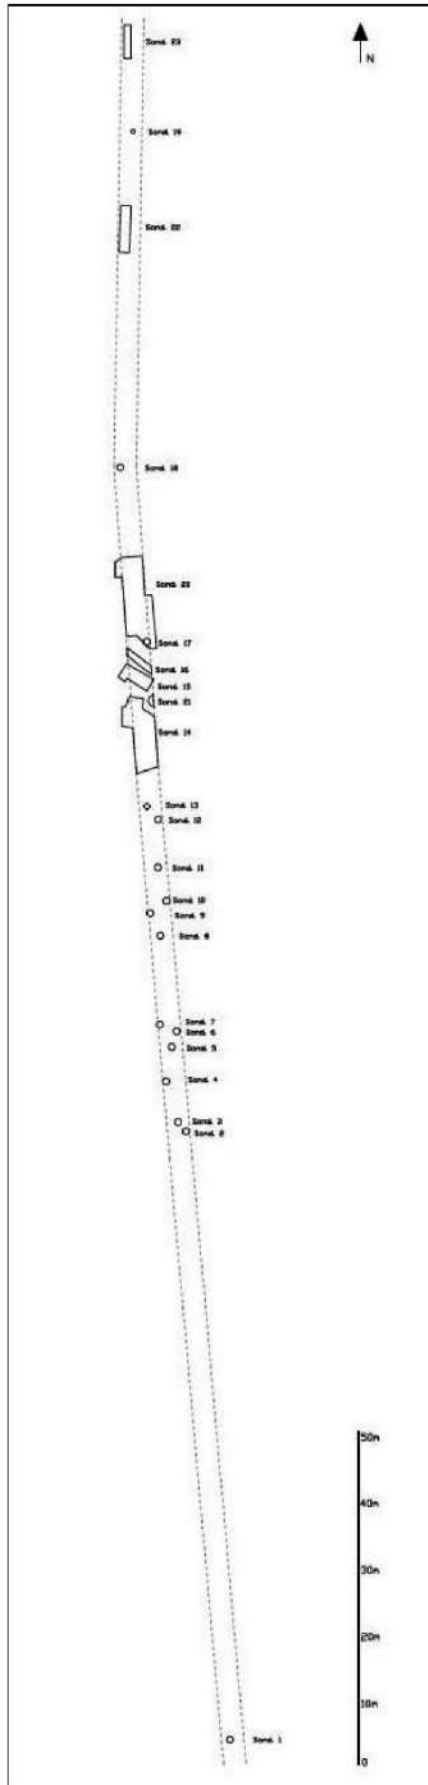 Sond. 23
N
Sond. 19
Sond. 22
Sond. 18
Sond. 20
Sond. 17
Sond. 16
Sond. 15
Sond. 21
Sond. 14
Sond. 13
Sond. 12
Sond. 11
Sond. 10
Sond. 9
Sond. 8
Sond. 7
Sond. 6
Sond. 5
Sond. 4
Sond. 3
Sond. 2
50m
40m
30m
20m
10m
0
Sond. 1